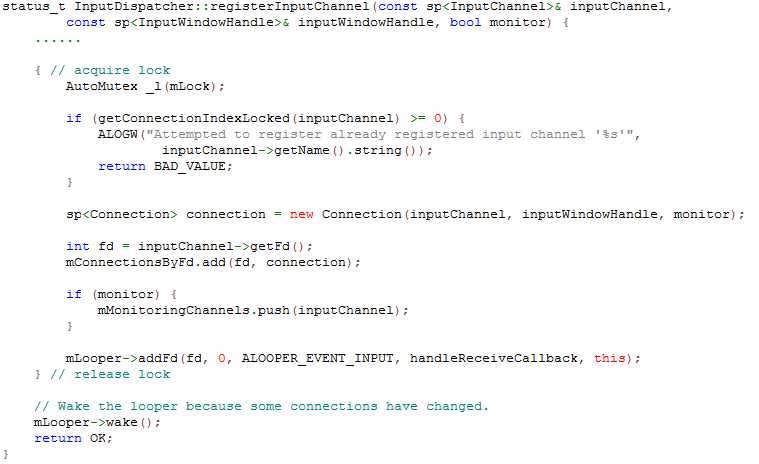 status_t InputDispatcher::registerInputChannel(const sp<InputChannel>& inputChannel,
        const sp<InputWindowHandle>& inputWindowHandle, bool monitor) {
    ......

    { // acquire lock
        AutoMutex _l(mLock);

        if (getConnectionIndexLocked(inputChannel) >= 0) {
            ALOGW("Attempted to register already registered input channel '%s'",
                    inputChannel->getName().string());
            return BAD_VALUE;
        }

        sp<Connection> connection = new Connection(inputChannel, inputWindowHandle, monitor);

        int fd = inputChannel->getFd();
        mConnectionsByFd.add(fd, connection);

        if (monitor) {
            mMonitoringChannels.push(inputChannel);
        }

        mLooper->addFd(fd, 0, ALOOPER_EVENT_INPUT, handleReceiveCallback, this);
    } // release lock

    // Wake the looper because some connections have changed.
    mLooper->wake();
    return OK;
}